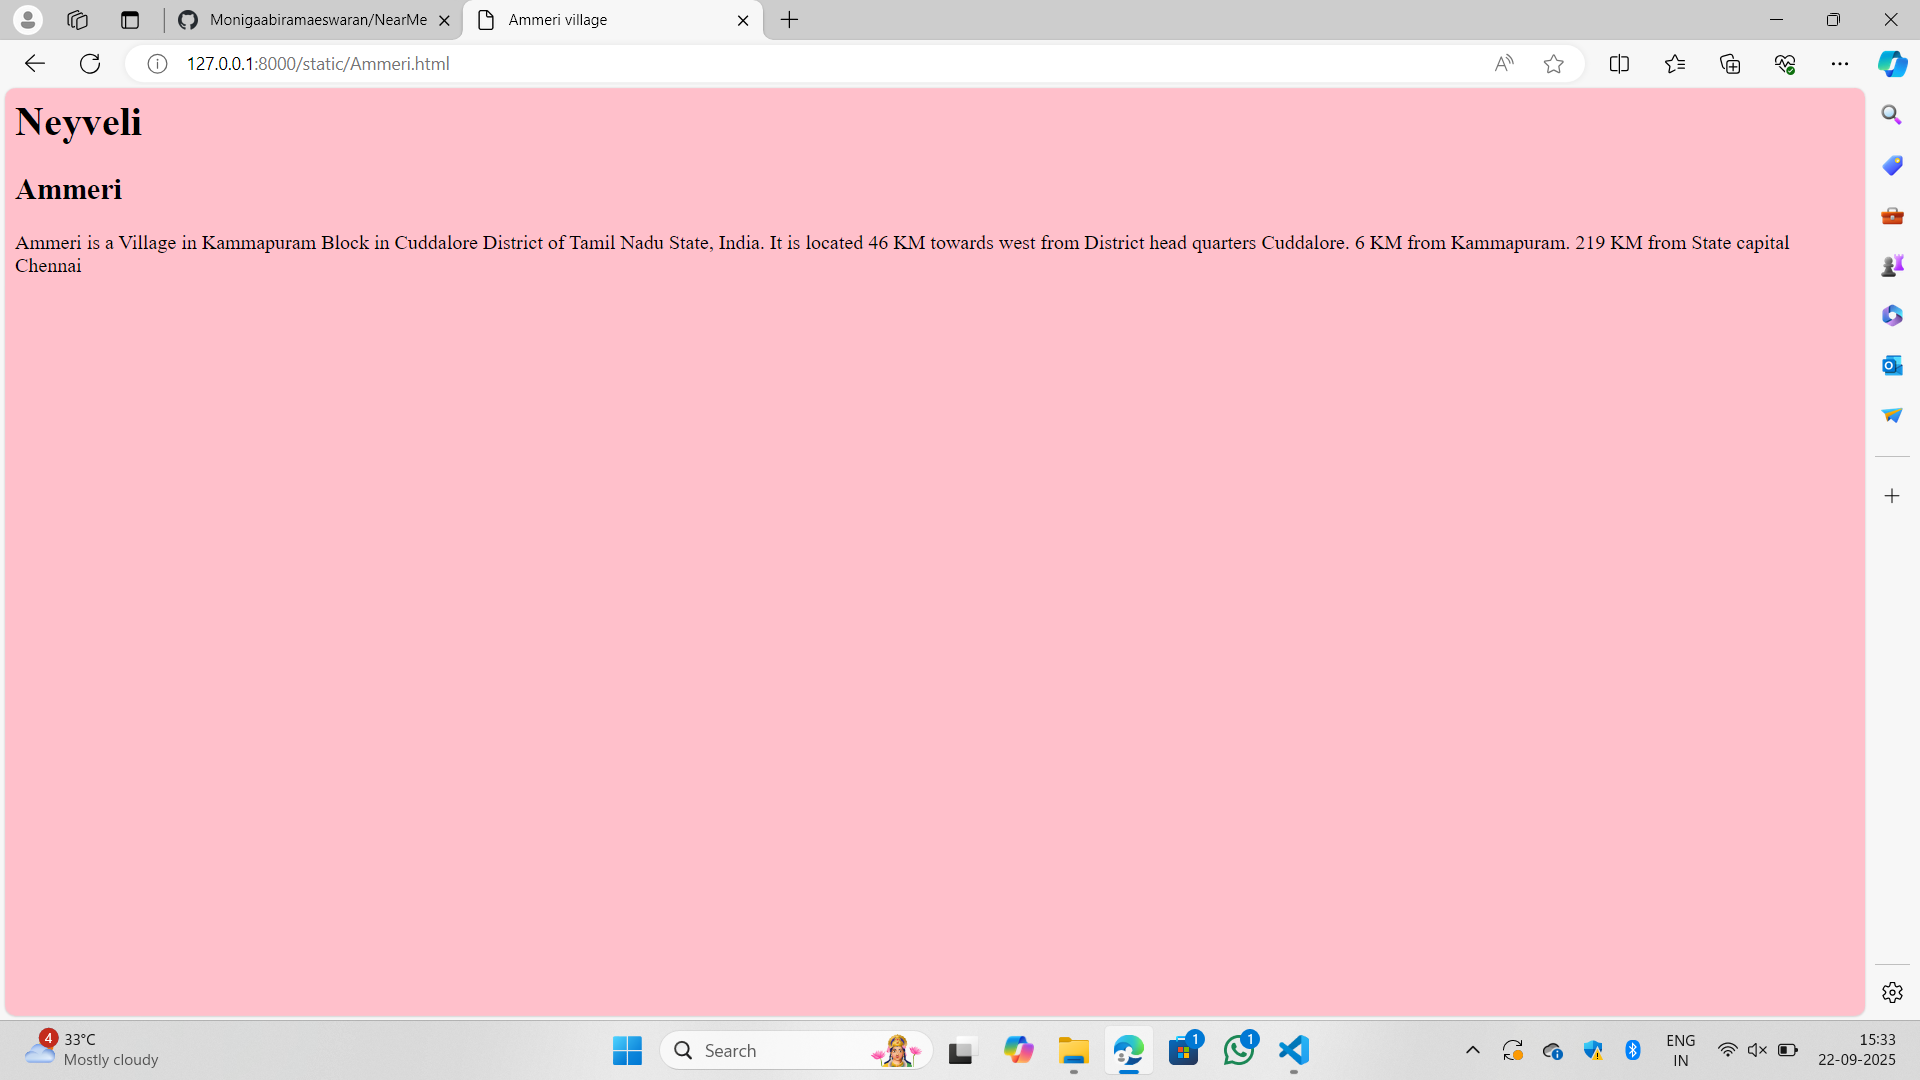 Monigaabiramaeswaran/NearMe
Ammeri village
127.0.0.1:8000/static/Ammeri.html
Neyveli
Ammeri
Ammeri is a Village in Kammapuram Block in Cuddalore District of Tamil Nadu State, India. It is located 46 KM towards west from District head quarters Cuddalore. 6 KM from Kammapuram. 219 KM from State capital
Chennai
4
33°C
Mostly cloudy
Search
1
1
ENG
IN
15:33
22-09-2025